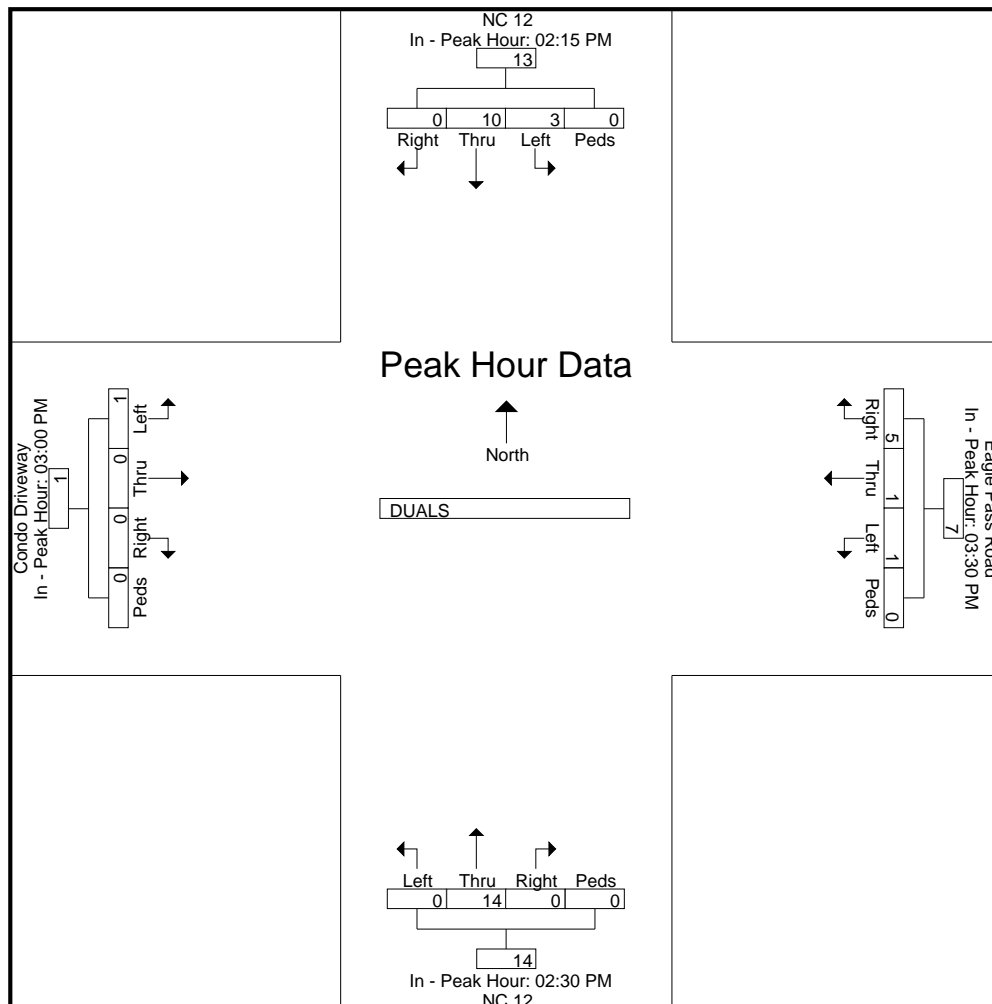 NC 12
In - Peak Hour: 02:15 PM
13
0 10 3 0
Right Thru Left Peds
Peak Hour Data
North
DUALS
Condo Driveway
In - Peak Hour: 03:00 PM
1
1 0 0 0
Left Thru Right Peds
Right Thru Left Peds
5 1 1 0
7
In - Peak Hour: 03:30 PM
Eagle Pass Road
Left Thru Right Peds
0 14 0 0
14
In - Peak Hour: 02:30 PM
NC 12